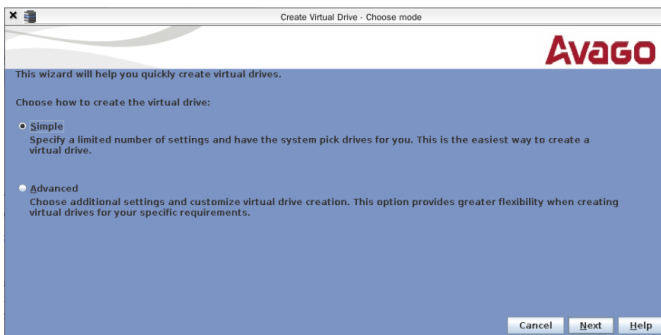 Create Virtual Drive - Choose mode
Avago
This wizard will help you quickly create virtual drives.
Choose how to create the virtual drive:
Simple
Specify a limited number of settings and have the system pick drives for you. This is the easiest way to create a
virtual drive.
Advanced
Choose additional settings and customize virtual drive creation. This option provides greater flexibility when creating
virtual drives for your specific requirements.
Cancel Next Help